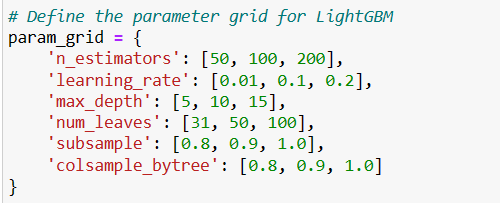 # Define the parameter grid for LightGBM
param_grid = {
    'n_estimators': [50, 100, 200],
    'learning_rate': [0.01, 0.1, 0.2],
    'max_depth': [5, 10, 15],
    'num_leaves': [31, 50, 100],
    'subsample': [0.8, 0.9, 1.0],
    'colsample_bytree': [0.8, 0.9, 1.0]
}